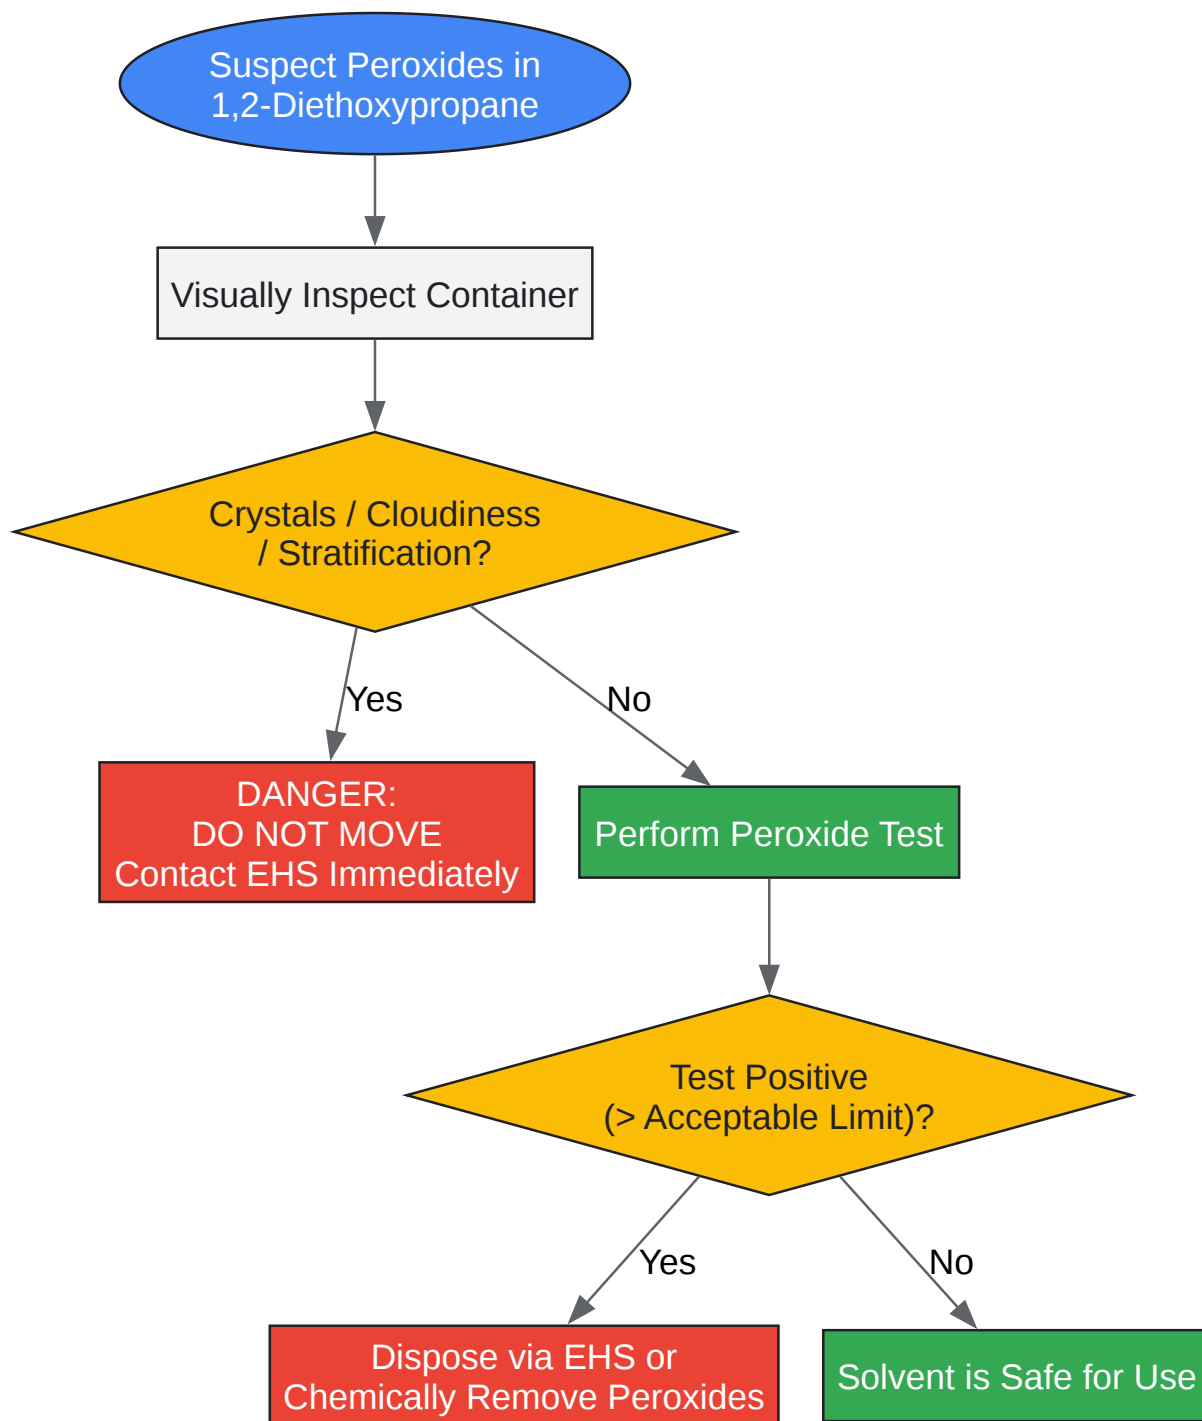 Suspect Peroxides in
1,2-Diethoxypropane
Visually Inspect Container
Crystals / Cloudiness
/ Stratification?
Yes
No
DANGER:
DO NOT MOVE
Contact EHS Immediately
Perform Peroxide Test
Test Positive
(> Acceptable Limit)?
Yes
No
Dispose via EHS or
Chemically Remove Peroxides
Solvent is Safe for Use